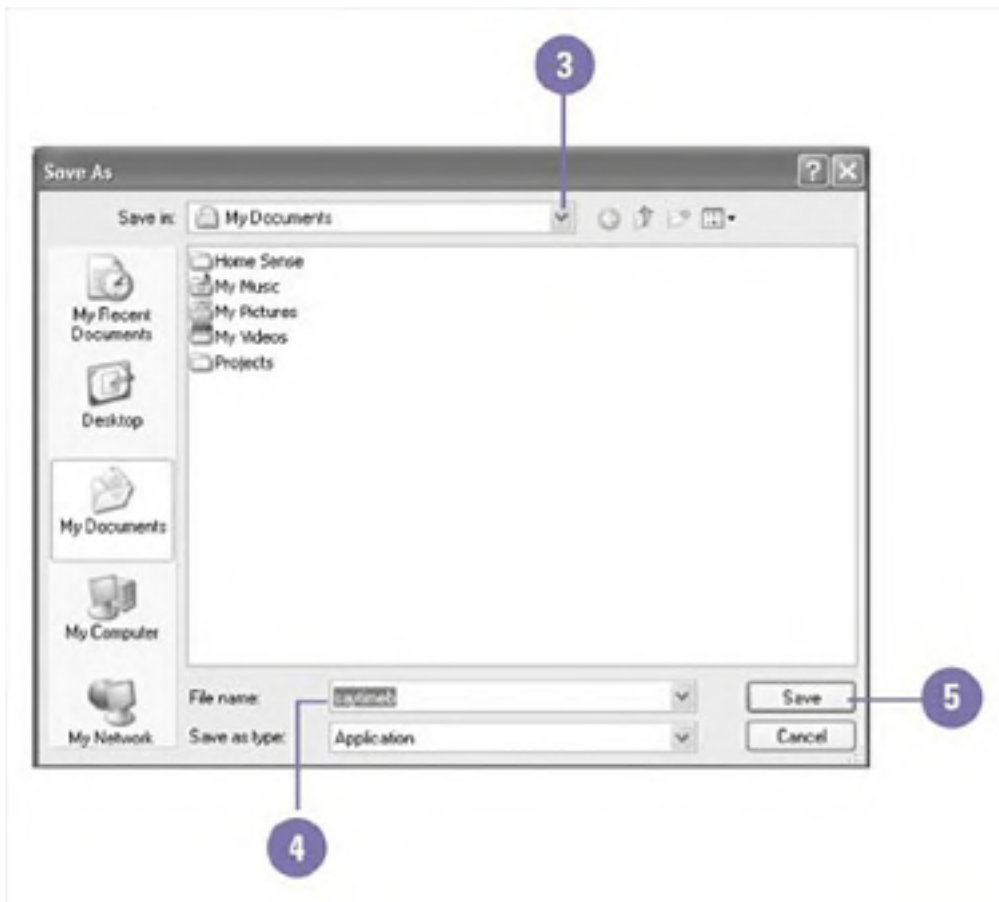 3
Save As
Save in: My Documents
Home Sense
My Music
My Pictures
My Videos
Projects
My Recent
Documents
Desktop
My Documents
My Computer
My Network
File name:
Save
5
Save as type: Application
Cancel
4